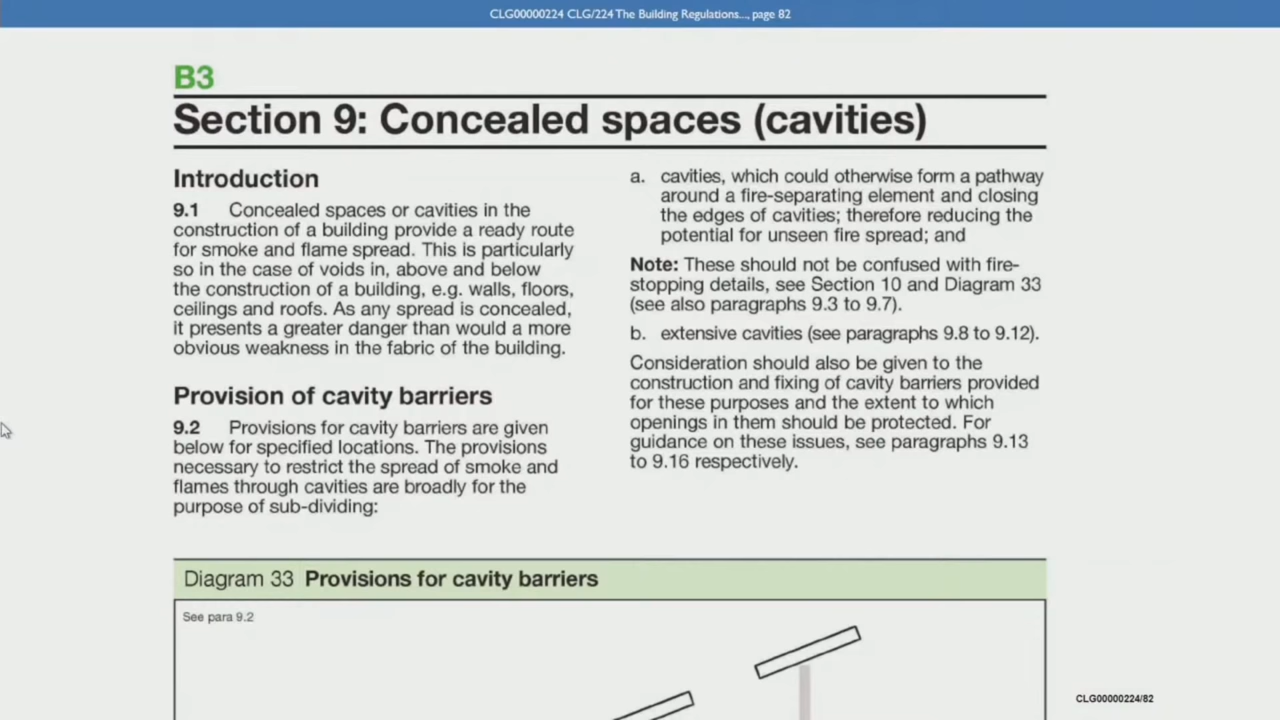 CLG00000224 CLG/224 The Building Regulations..., page 82
B3
Section 9: Concealed spaces (cavities)
Introduction
9.1 Concealed spaces or cavities in the
construction of a building provide a ready route
for smoke and flame spread. This is particularly
so in the case of voids in, above and below
the construction of a building, e.g. walls, floors,
ceilings and roofs. As any spread is concealed,
it presents a greater danger than would a more
obvious weakness in the fabric of the building.
Provision of cavity barriers
9.2 Provisions for cavity barriers are given
below for specified locations. The provisions
necessary to restrict the spread of smoke and
flames through cavities are broadly for the
purpose of sub-dividing:
a. cavities, which could otherwise form a pathway
around a fire-separating element and closing
the edges of cavities; therefore reducing the
potential for unseen fire spread; and
Note: These should not be confused with fire-
stopping details, see Section 10 and Diagram 33
(see also paragraphs 9.3 to 9.7).
b. extensive cavities (see paragraphs 9.8 to 9.12).
Consideration should also be given to the
construction and fixing of cavity barriers provided
for these purposes and the extent to which
openings in them should be protected. For
guidance on these issues, see paragraphs 9.13
to 9.16 respectively.
Diagram 33 Provisions for cavity barriers
See para 9.2
CLG00000224/82